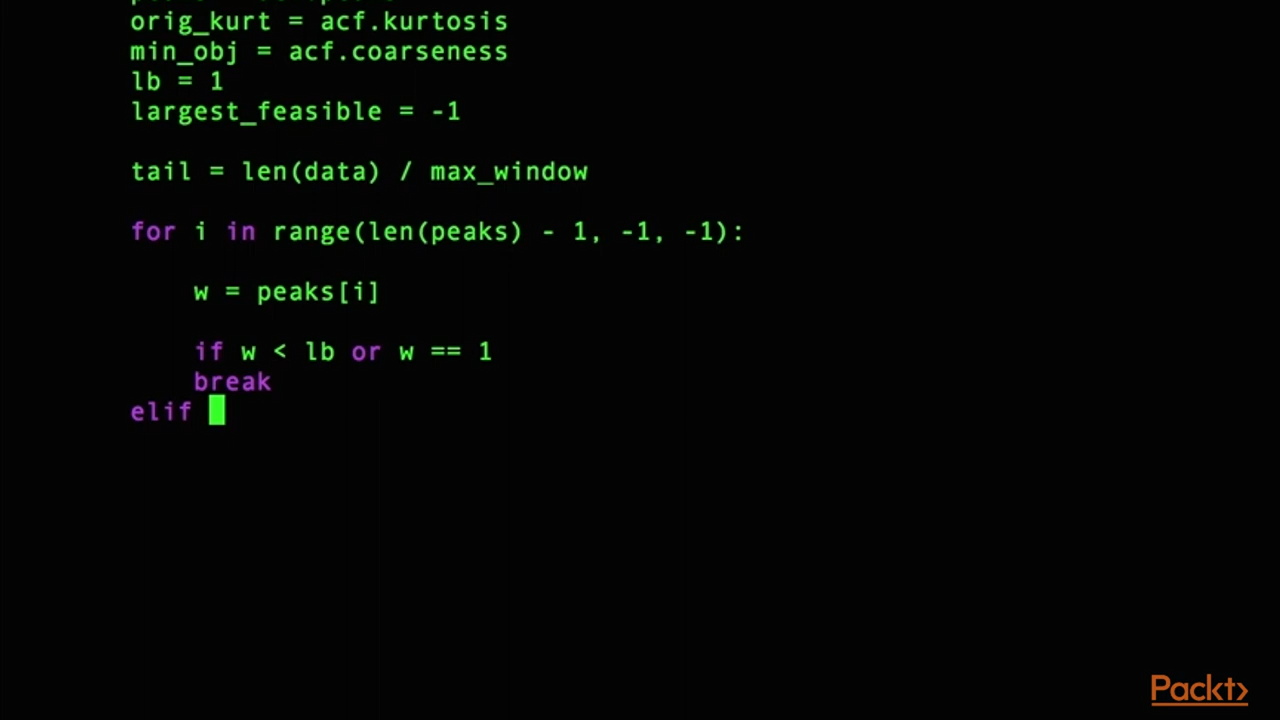 orig_kurt = acf.kurtosis
min_obj = acf.coarseness
lb = 1
largest_feasible = -1
tail = len(data) / max_window
for i in range(len(peaks) - 1, -1, -1):
w = peaks[i]
if w < lb or w == 1
break
elif
Packt>